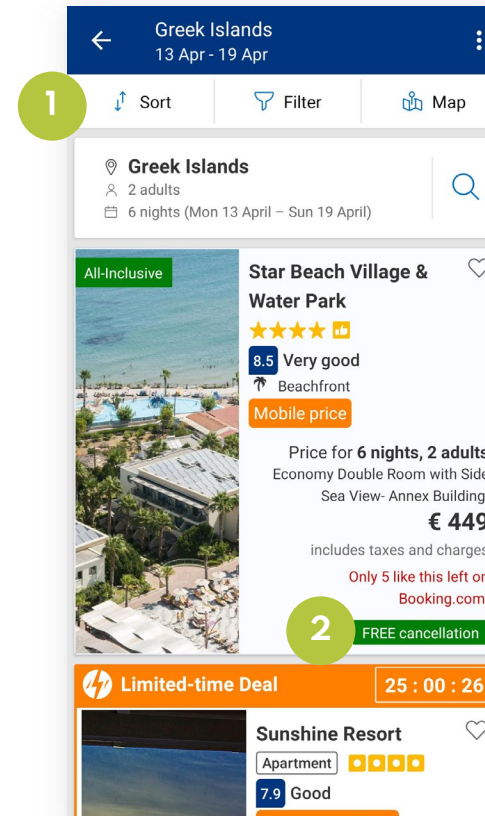 Greek Islands
13 Apr - 19 Apr
1
Sort
Filter
Map
Greek Islands
2 adults
6 nights (Mon 13 April – Sun 19 April)
All-Inclusive
Star Beach Village &
Water Park
8.5 Very good
Beachfront
Mobile price
Price for 6 nights, 2 adults
Economy Double Room with Side
Sea View- Annex Building
€ 449
includes taxes and charges
Only 5 like this left on
Booking.com
2
FREE cancellation
Limited-time Deal
25 : 00 : 26
Sunshine Resort
Apartment
7.9 Good